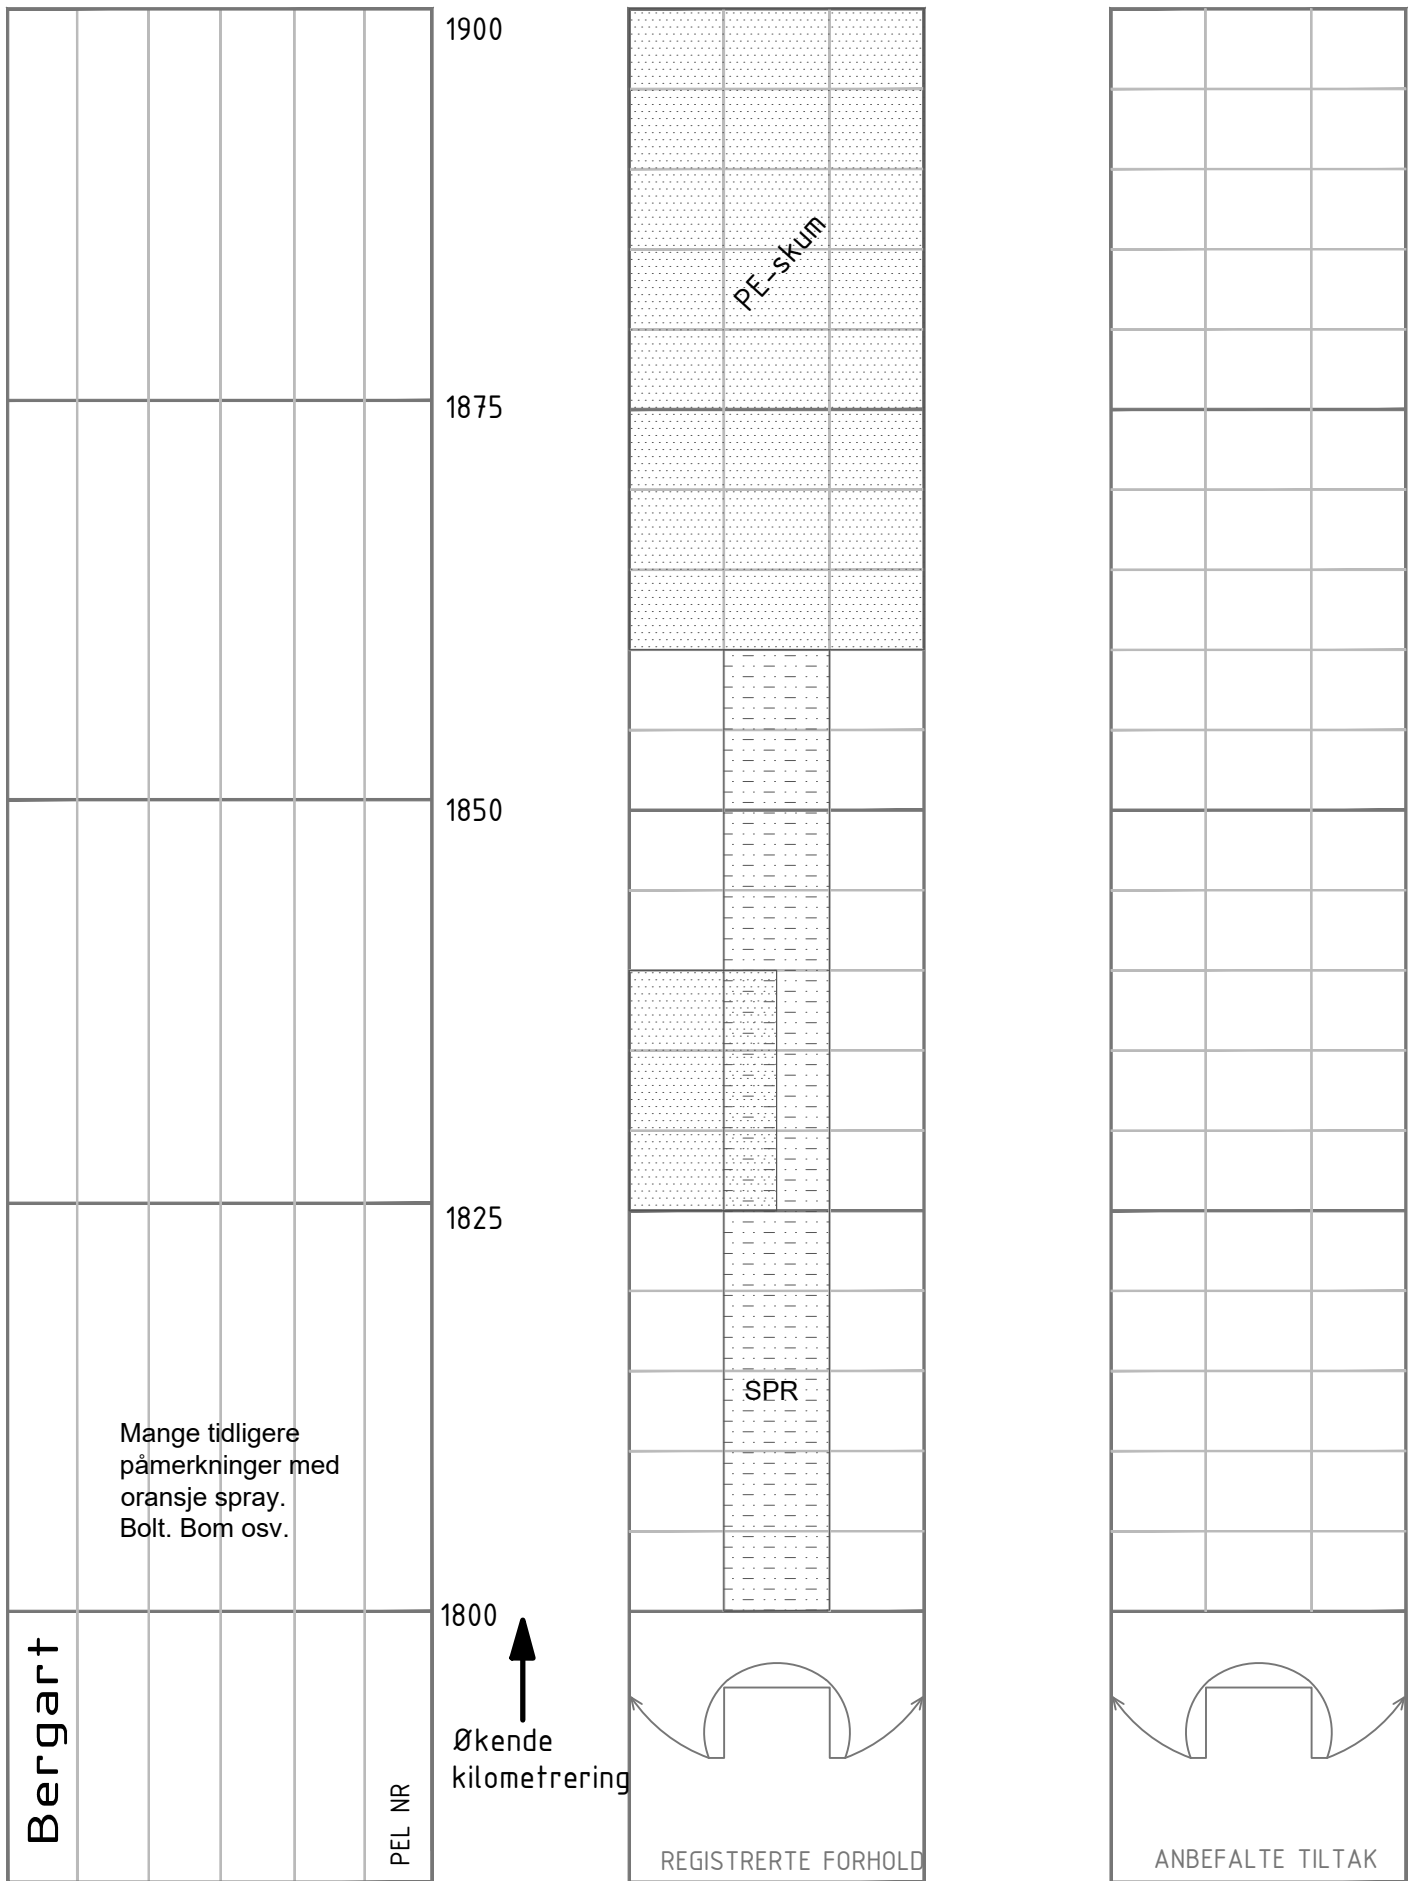 1900
PE-skum
1875
1850
1825
SPR
Mange tidligere
påmerkninger med
oransje spray.
Bolt. Bom osv.
1800
Bergart
PEL NR
Økende
kilometrering
REGISTRERTE FORHOLD
ANBEFALTE TILTAK